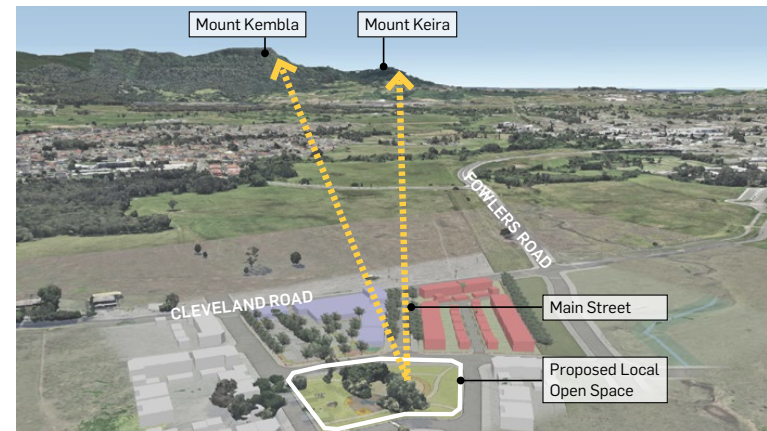 Mount Kembla
Mount Keira
FOWLERS ROAD
CLEVELAND ROAD
Main Street
Proposed Local
Open Space